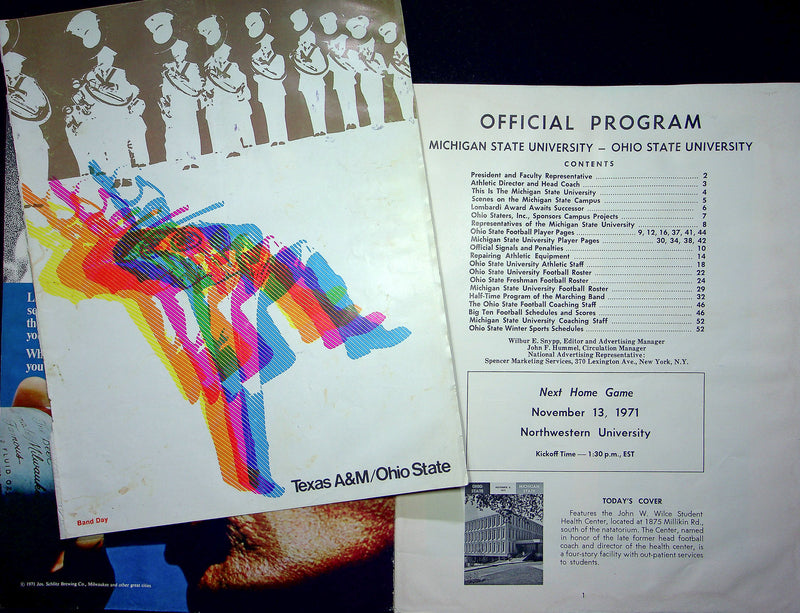 Texas A&M/Ohio State
Band Day
© 1971 Jos. Schlitz Brewing Co., Milwaukee and other great cities.
OFFICIAL PROGRAM
MICHIGAN STATE UNIVERSITY – OHIO STATE UNIVERSITY
CONTENTS
President and Faculty Representative 2
Athletic Director and Head Coach 3
This Is The Michigan State University 4
Scenes on the Michigan State Campus 5
Lombardi Award Awaits Successor 6
Ohio Staters, Inc., Sponsors Campus Projects 7
Representatives of the Michigan State University 8
Ohio State Football Player Pages 9, 12, 16, 37, 41, 44
Michigan State University Player Pages 30, 34, 38, 42
Official Signals and Penalties 10
Repairing Athletic Equipment 14
Ohio State University Athletic Staff 18
Ohio State University Football Roster 22
Ohio State Freshman Football Roster 24
Michigan State University Football Roster 29
Half-Time Program of the Marching Band 32
The Ohio State Football Coaching Staff 46
Big Ten Football Schedules and Scores 46
Michigan State University Coaching Staff 52
Ohio State Winter Sports Schedules 52
Wilbur E. Snypp, Editor and Advertising Manager
John F. Hummel, Circulation Manager
National Advertising Representative:
Spencer Marketing Services, 370 Lexington Ave., New York, N.Y.
Next Home Game
November 13, 1971
Northwestern University
Kickoff Time — 1:30 p.m., EST
OHIO STATE
MICHIGAN STATE
TODAY'S COVER
Features the John W. Wilce Student
Health Center, located at 1875 Millikin Rd.,
south of the natatorium. The Center, named
in honor of the late former head football
coach and director of the health center, is
a four-story facility with out-patient services
to students.
1